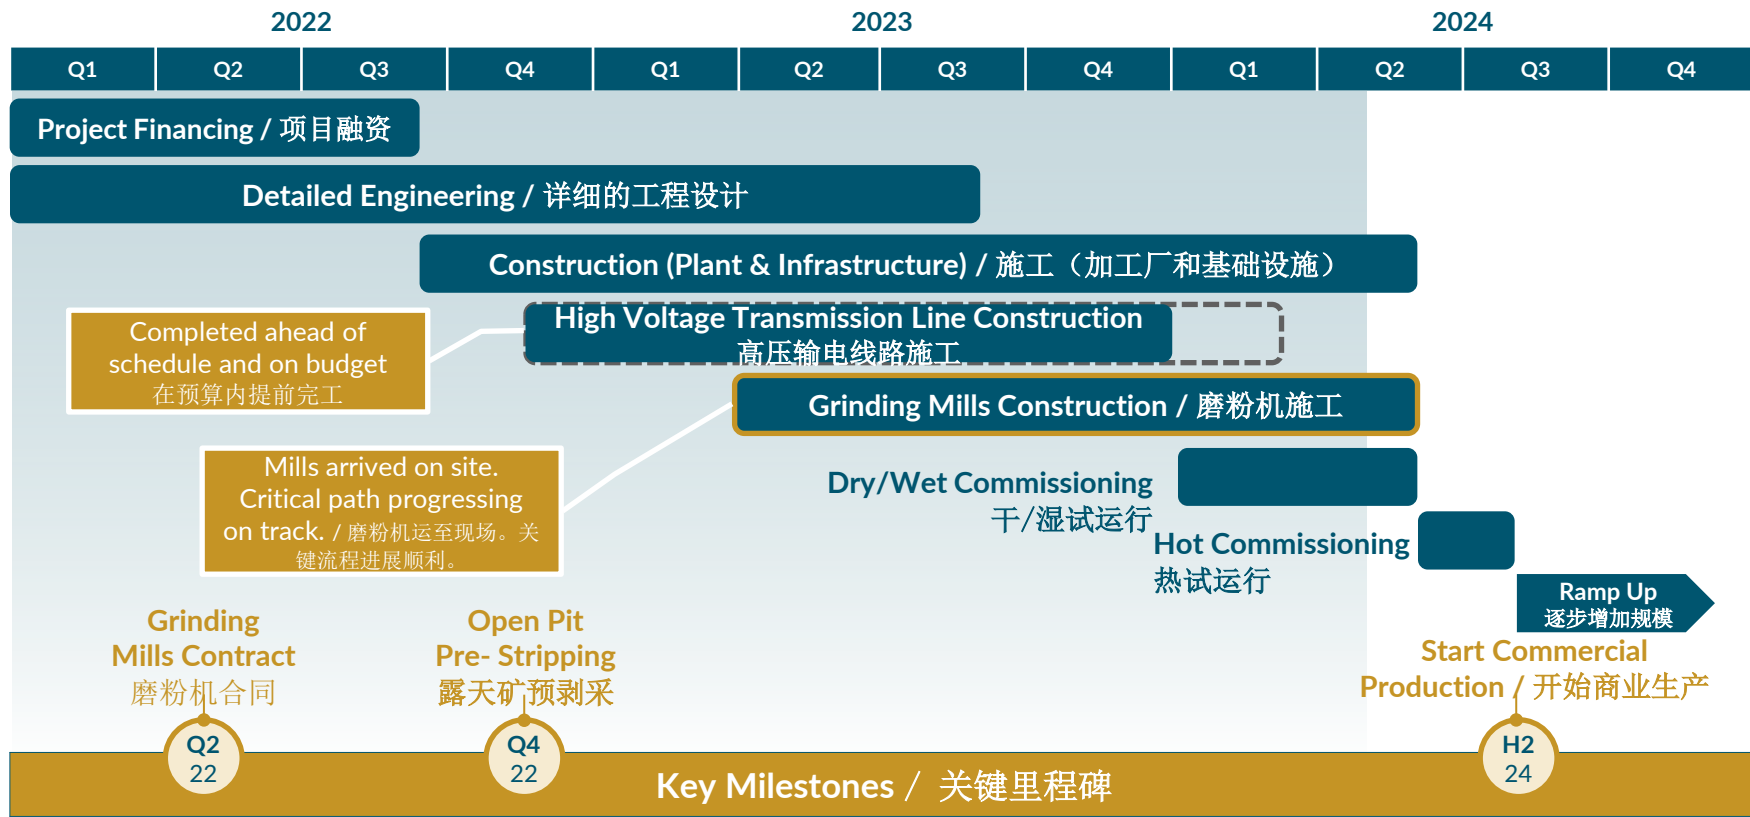 2022 2023 2024
Q1 Q2 Q3 Q4 Q1 Q2 Q3 Q4 Q1 Q2 Q3 Q4
Project Financing / 项目融资
Detailed Engineering / 详细的工程设计
Construction (Plant & Infrastructure) / 施工（加工厂和基础设施）
High Voltage Transmission Line Construction
高压输电线路施工
Completed ahead of
schedule and on budget
在预算内提前完工
Grinding Mills Construction / 磨粉机施工
Mills arrived on site.
Critical path progressing
on track. / 磨粉机运至现场。关
键流程进展顺利。
Dry/Wet Commissioning
干/湿试运行
Hot Commissioning
热试运行
Ramp Up
逐步增加规模
Grinding
Mills Contract
磨粉机合同
Open Pit
Pre- Stripping
露天矿预剥采
Start Commercial
Production / 开始商业生产
Q2
22
Q4
22
H2
24
Key Milestones / 关键里程碑